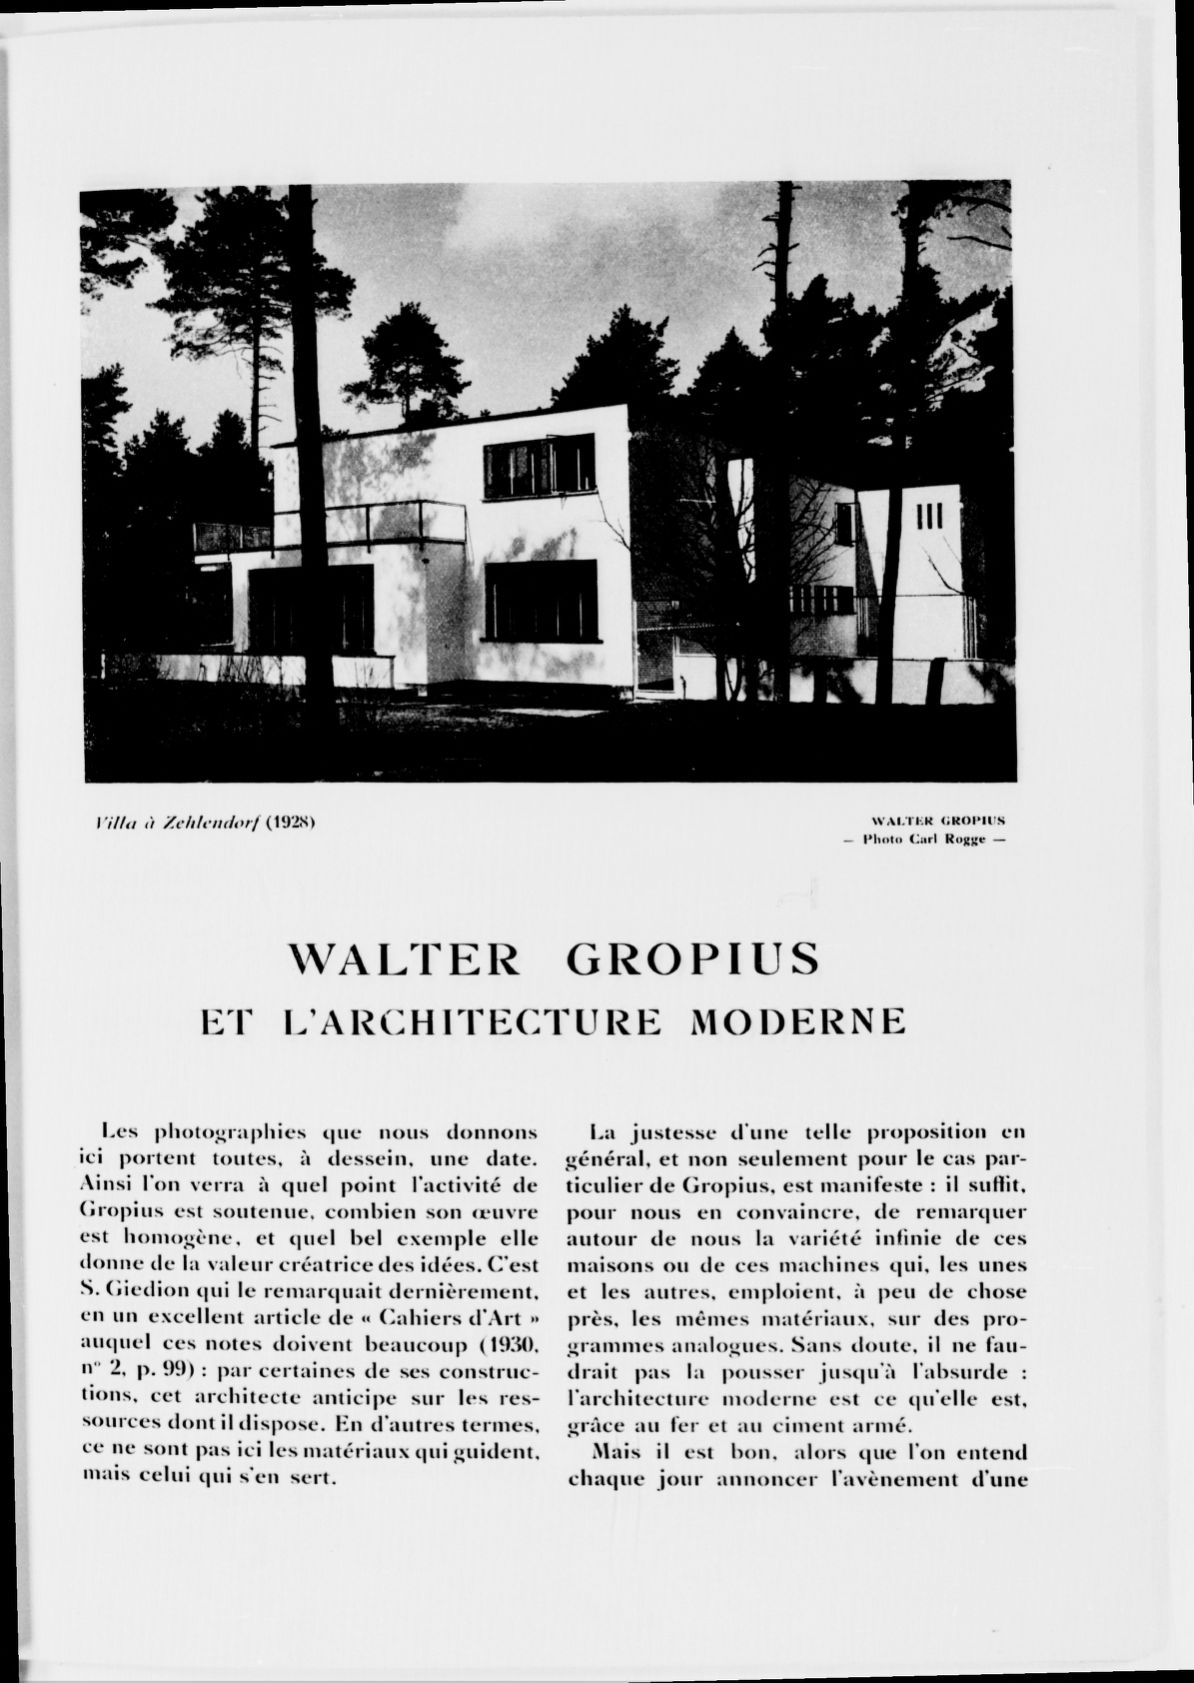 Villa à Zehlendorf (1928)
WALTER GROPIUS
— Photo Carl Rogge —
WALTER GROPIUS
ET L'ARCHITECTURE MODERNE
Les photographies que nous donnons
ici portent toutes, à dessein, une date.
Ainsi l'on verra à quel point l'activité de
Gropius est soutenue, combien son œuvre
est homogène, et quel bel exemple elle
donne de la valeur créatrice des idées. C'est
S. Giedion qui le remarquait dernièrement,
en un excellent article de « Cahiers d'Art »
auquel ces notes doivent beaucoup (1930,
n° 2, p. 99) : par certaines de ses construc-
tions, cet architecte anticipe sur les res-
sources dont il dispose. En d'autres termes,
ce ne sont pas ici les matériaux qui guident,
mais celui qui s'en sert.
La justesse d'une telle proposition en
général, et non seulement pour le cas par-
ticulier de Gropius, est manifeste : il suffit,
pour nous en convaincre, de remarquer
autour de nous la variété infinie de ces
maisons ou de ces machines qui, les unes
et les autres, emploient, à peu de chose
près, les mêmes matériaux, sur des pro-
grammes analogues. Sans doute, il ne fau-
drait pas la pousser jusqu'à l'absurde :
l'architecture moderne est ce qu'elle est,
grâce au fer et au ciment armé.
Mais il est bon, alors que l'on entend
chaque jour annoncer l'avènement d'une